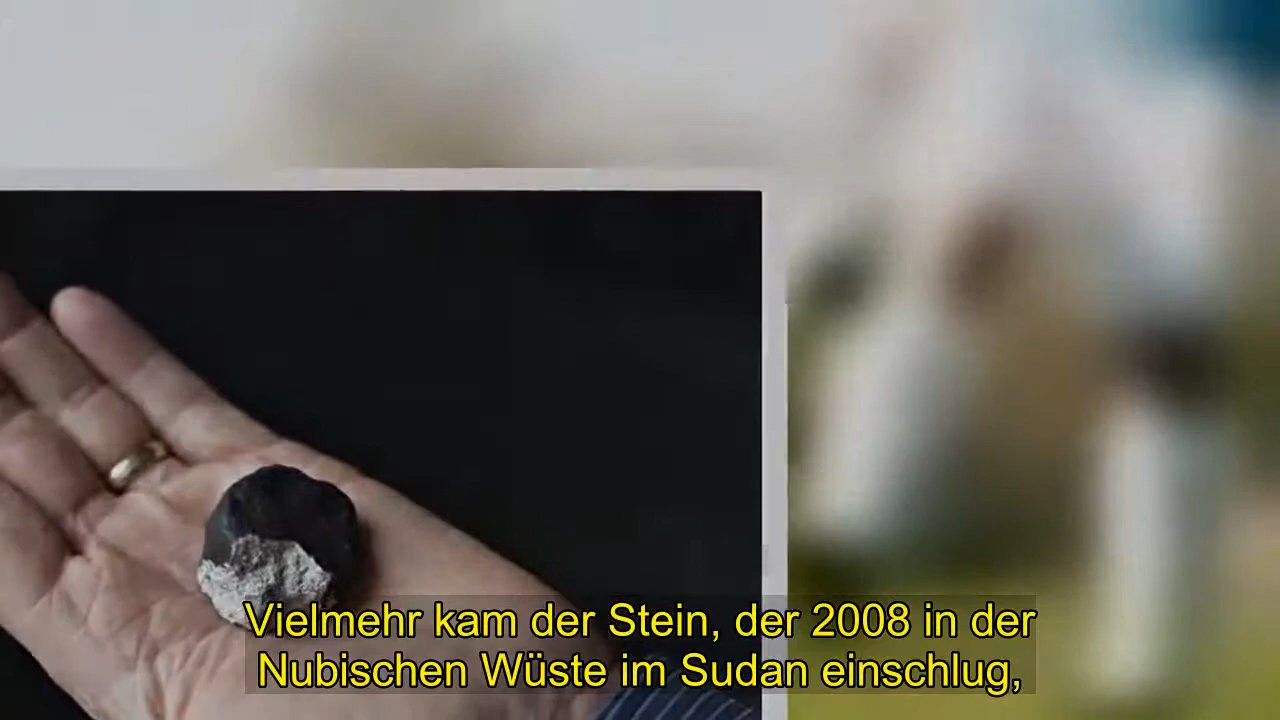 Vielmehr kam der Stein, der 2008 in der
Nubischen Wüste im Sudan einschlug,